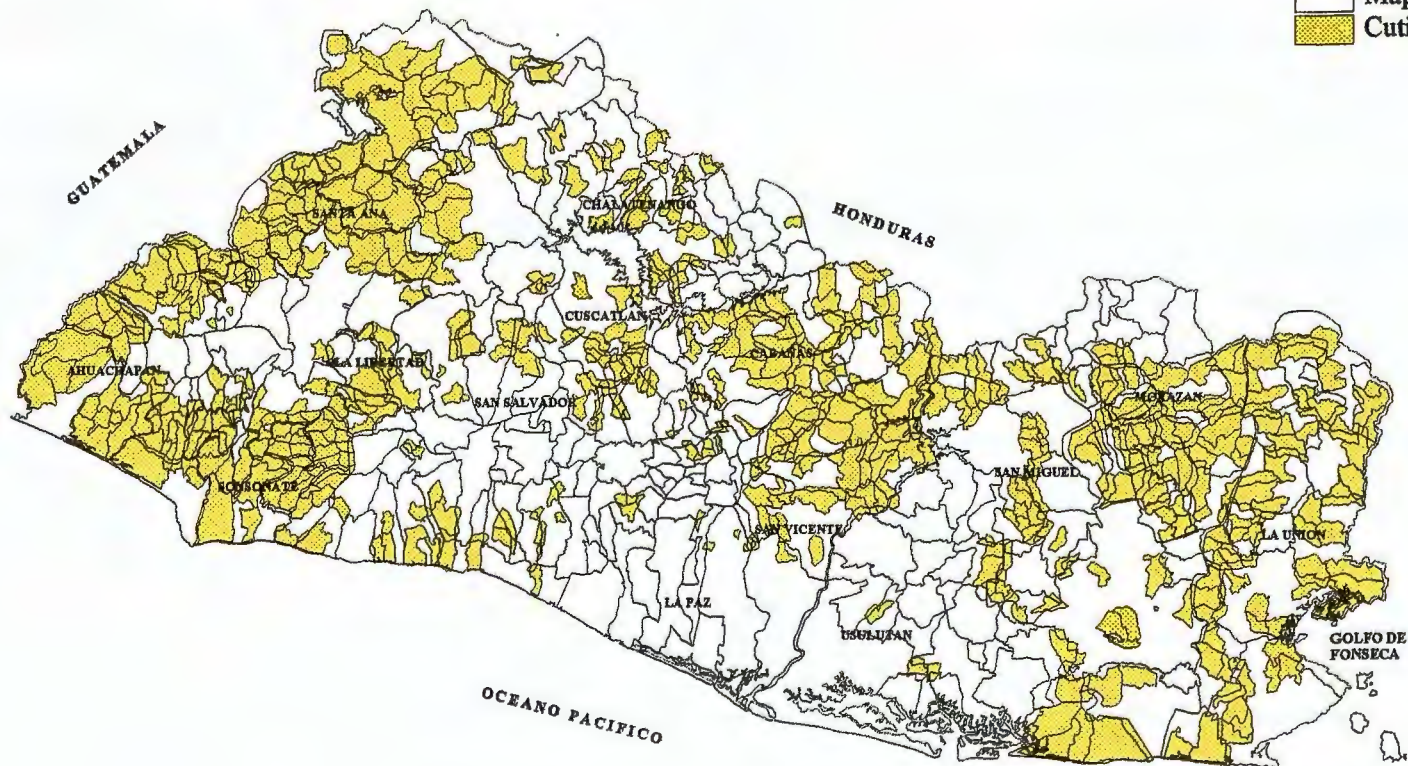 GUATEMALA
HONDURAS
SANTA ANA
CHALATENANGO
CUSCATLAN
CABAÑAS
AHUACHAPAN
LA LIBERTAD
SAN SALVADOR
MORAZAN
SAN MIGUEL
SONSONATE
SAN VICENTE
LA UNION
LA PAZ
USULUTAN
GOLFO DE
FONSECA
OCEANO PACIFICO